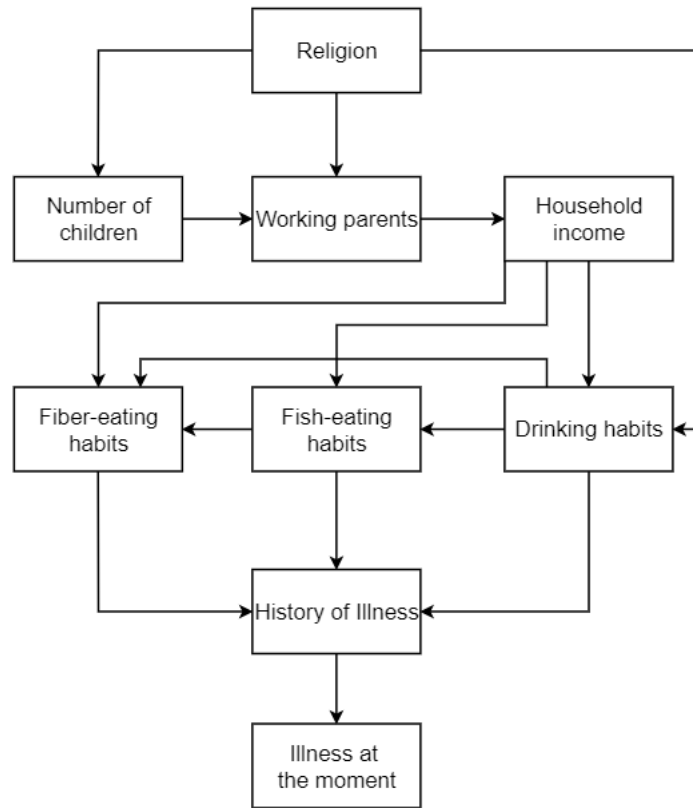 Religion
Number of
children
Working parents
Household
income
Fiber-eating
habits
Fish-eating
habits
Drinking habits
History of Illness
Illness at
the moment